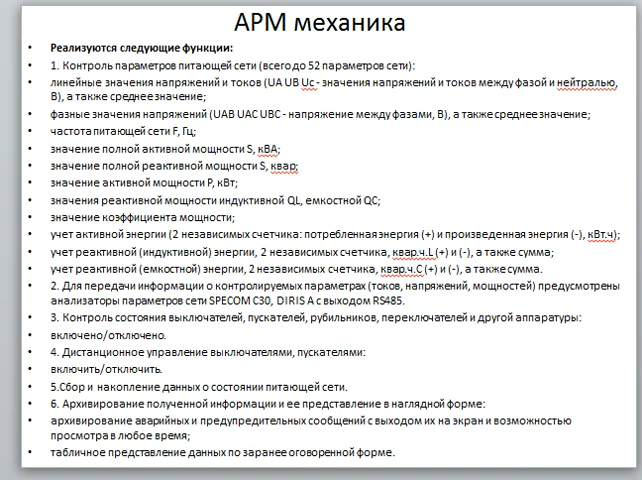 АРМ механика
• Реализуются следующие функции:
• 1. Контроль параметров питающей сети (всего до 52 параметров сети):
• линейные значения напряжений и токов (UA UB Uc - значения напряжений и токов между фазой и нейтралью,
В), а также среднее значение;
• фазные значения напряжений (UAB UAC UBC - напряжение между фазами, В), а также среднее значение;
• частота питающей сети F, Гц;
• значение полной активной мощности S, кВА;
• значение полной реактивной мощности S, квар;
• значение активной мощности P, кВт;
• значения реактивной мощности индуктивной QL, емкостной QC;
• значение коэффициента мощности;
• учет активной энергии (2 независимых счетчика: потребленная энергия (+) и произведенная энергия (-), кВт.ч);
• учет реактивной (индуктивной) энергии, 2 независимых счетчика, квар.ч.L (+) и (-), а также сумма;
• учет реактивной (емкостной) энергии, 2 независимых счетчика, квар.ч.C (+) и (-), а также сумма.
• 2. Для передачи информации о контролируемых параметрах (токов, напряжений, мощностей) предусмотрены
анализаторы параметров сети SPECOM C30, DIRIS A с выходом RS485.
• 3. Контроль состояния выключателей, пускателей, рубильников, переключателей и другой аппаратуры:
• включено/отключено.
• 4. Дистанционное управление выключателями, пускателями:
• включить/отключить.
• 5.Сбор и накопление данных о состоянии питающей сети.
• 6. Архивирование полученной информации и ее представление в наглядной форме:
• архивирование аварийных и предупредительных сообщений с выходом их на экран и возможностью
просмотра в любое время;
• табличное представление данных по заранее оговоренной форме.